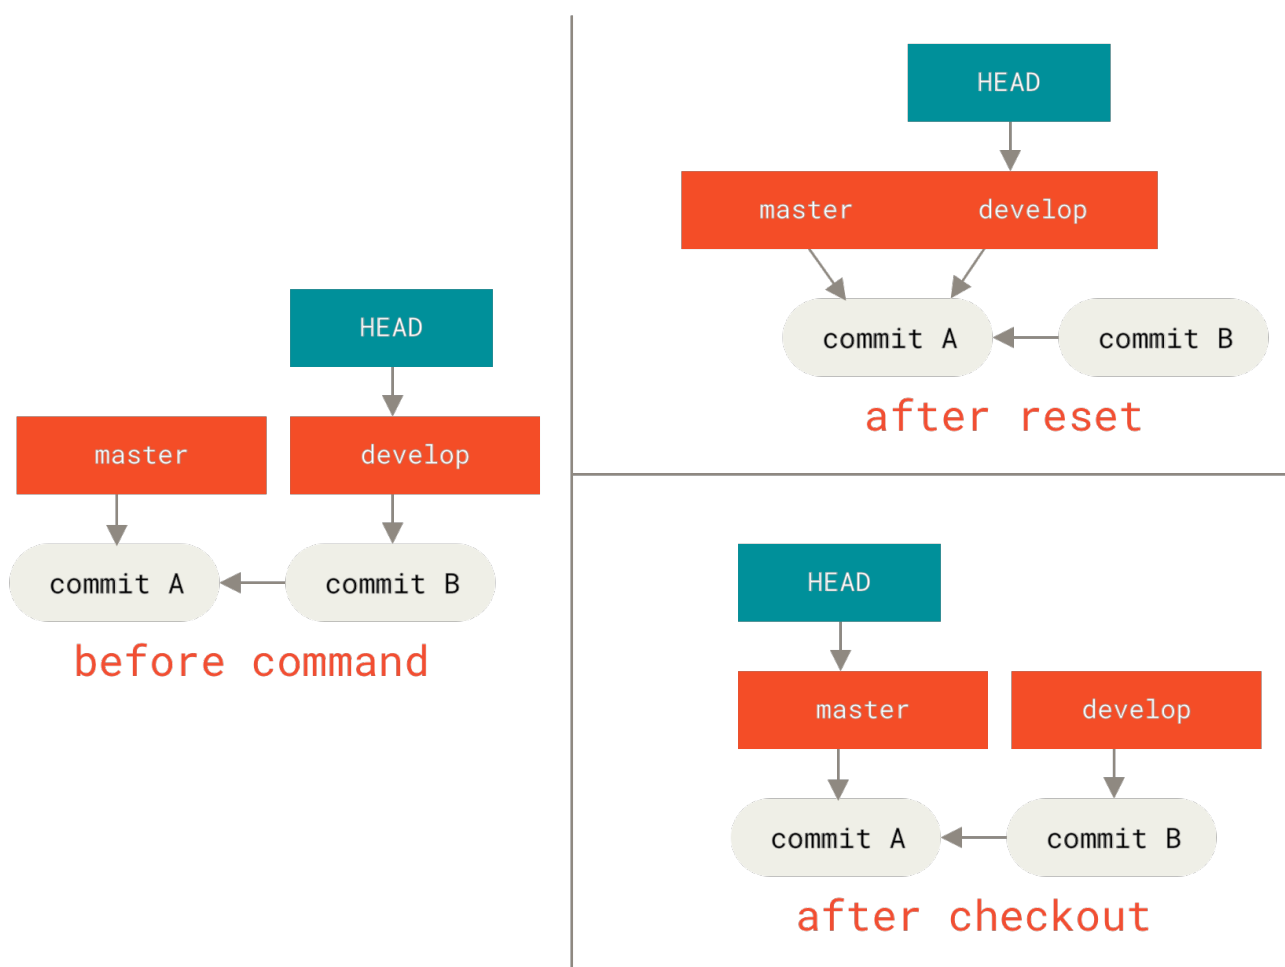 HEAD
master
develop
commit A
commit B
before command
HEAD
master
develop
commit A
commit B
after reset
HEAD
master
develop
commit A
commit B
after checkout